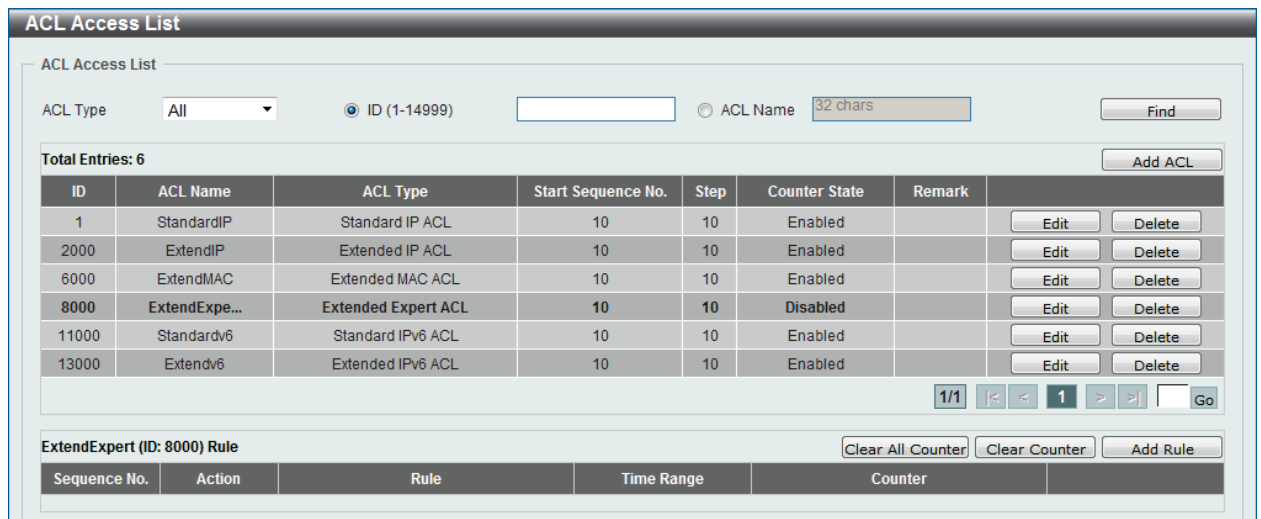 ACL Access List
ACL Access List
ACL Type All ID (1-14999) ACL Name 32 chars Find
Total Entries: 6 Add ACL
ID ACL Name ACL Type Start Sequence No. Step Counter State Remark
1 StandardIP Standard IP ACL 10 10 Enabled Edit Delete
2000 ExtendIP Extended IP ACL 10 10 Enabled Edit Delete
6000 ExtendMAC Extended MAC ACL 10 10 Enabled Edit Delete
8000 ExtendExpe... Extended Expert ACL 10 10 Disabled Edit Delete
11000 Standardv6 Standard IPv6 ACL 10 10 Enabled Edit Delete
13000 Extendv6 Extended IPv6 ACL 10 10 Enabled Edit Delete
1/1 |< < 1 > >| Go
ExtendExpert (ID: 8000) Rule Clear All Counter Clear Counter Add Rule
Sequence No. Action Rule Time Range Counter